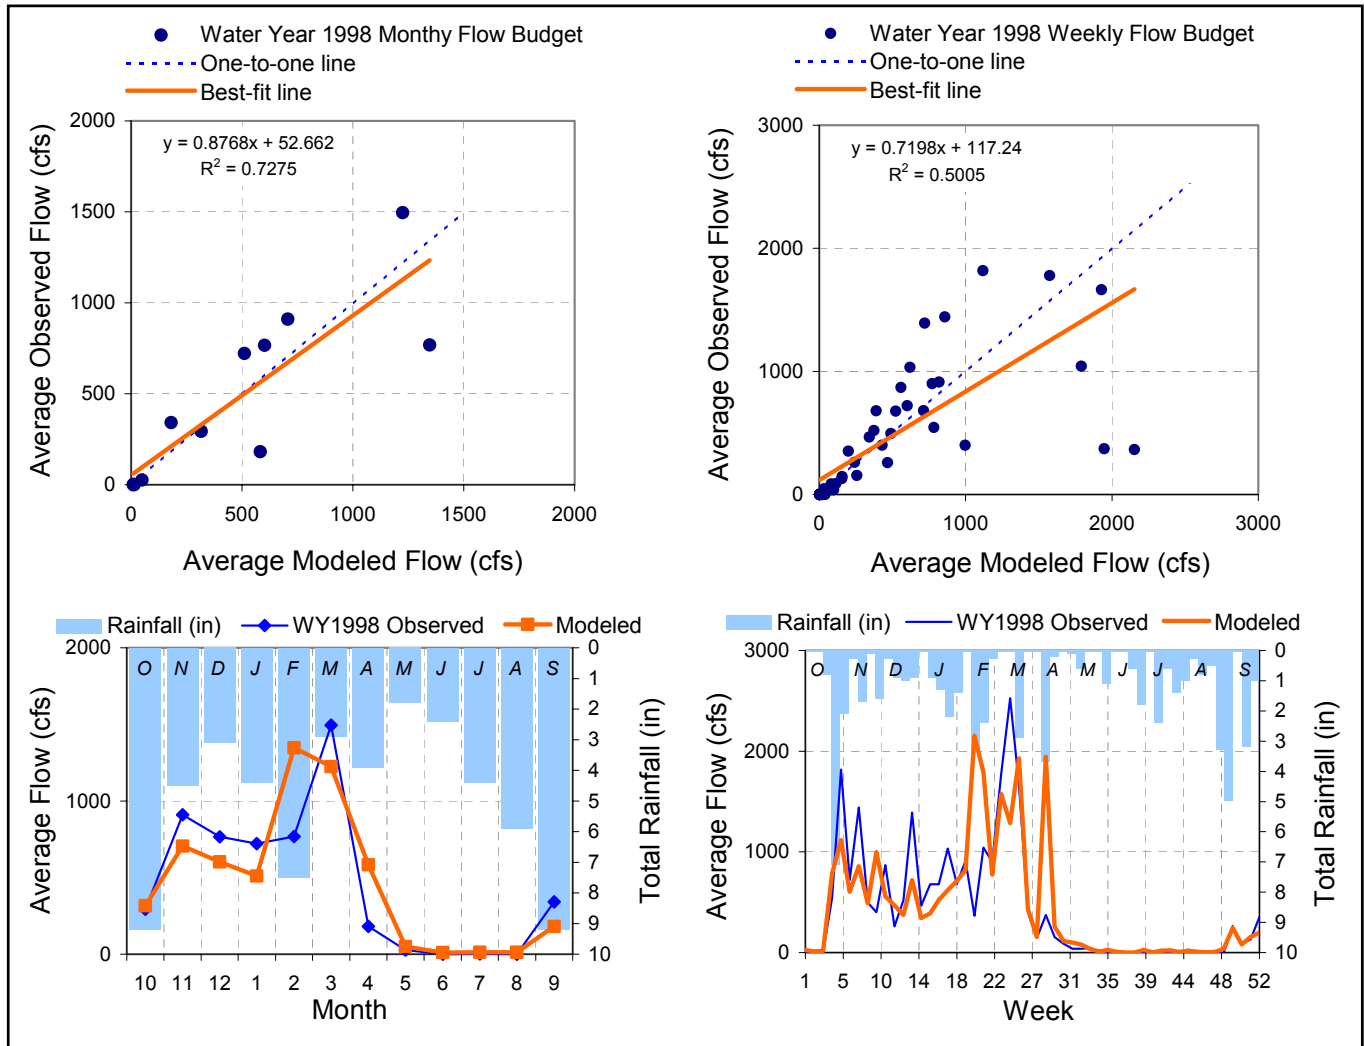 Water Year 1998 Monthy Flow Budget
One-to-one line
Best-fit line
2000
1500
1000
500
0
y = 0.8768x + 52.662
R² = 0.7275
0 500 1000 1500 2000
Average Observed Flow (cfs)
Average Modeled Flow (cfs)
Water Year 1998 Weekly Flow Budget
One-to-one line
Best-fit line
3000
2000
1000
0
y = 0.7198x + 117.24
R² = 0.5005
0 1000 2000 3000
Average Observed Flow (cfs)
Average Modeled Flow (cfs)
Rainfall (in) WY1998 Observed Modeled
2000
1000
0
O N D J F M A M J J A S
0
1
2
3
4
5
6
7
8
9
10
10 11 12 1 2 3 4 5 6 7 8 9
Average Flow (cfs)
Total Rainfall (in)
Month
Rainfall (in) WY1998 Observed Modeled
3000
2000
1000
0
O N D J F M A M J J A S
0
1
2
3
4
5
6
7
8
9
10
1 5 10 14 18 22 27 31 35 39 44 48 52
Average Flow (cfs)
Total Rainfall (in)
Week